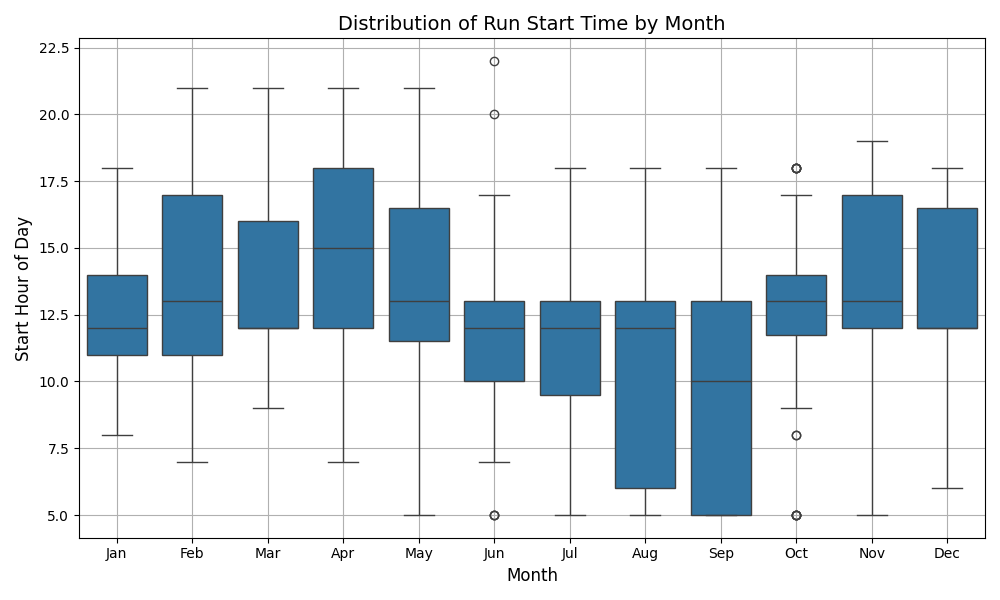 Distribution of Run Start Time by Month
Start Hour of Day
22.5
20.0
17.5
15.0
12.5
10.0
7.5
5.0
Jan Feb Mar Apr May Jun Jul Aug Sep Oct Nov Dec
Month